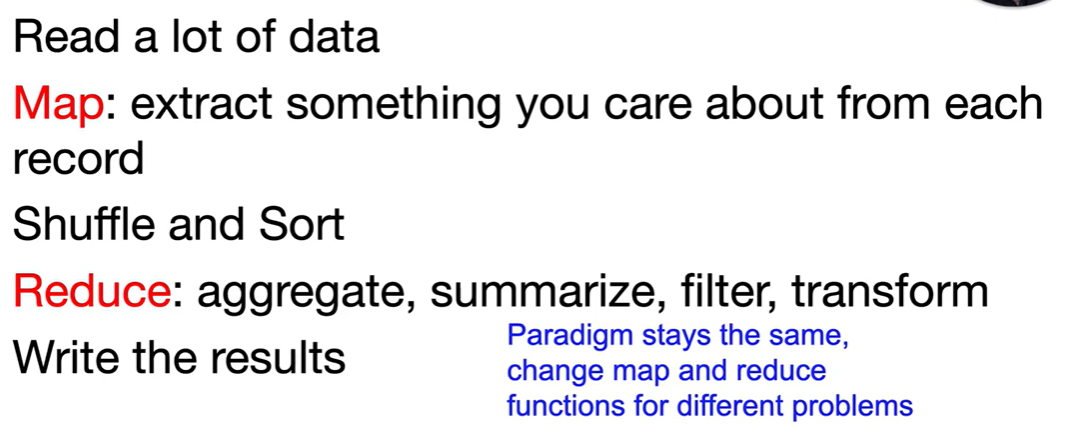 Read a lot of data
Map: extract something you care about from each
record
Shuffle and Sort
Reduce: aggregate, summarize, filter, transform
Write the results
Paradigm stays the same,
change map and reduce
functions for different problems